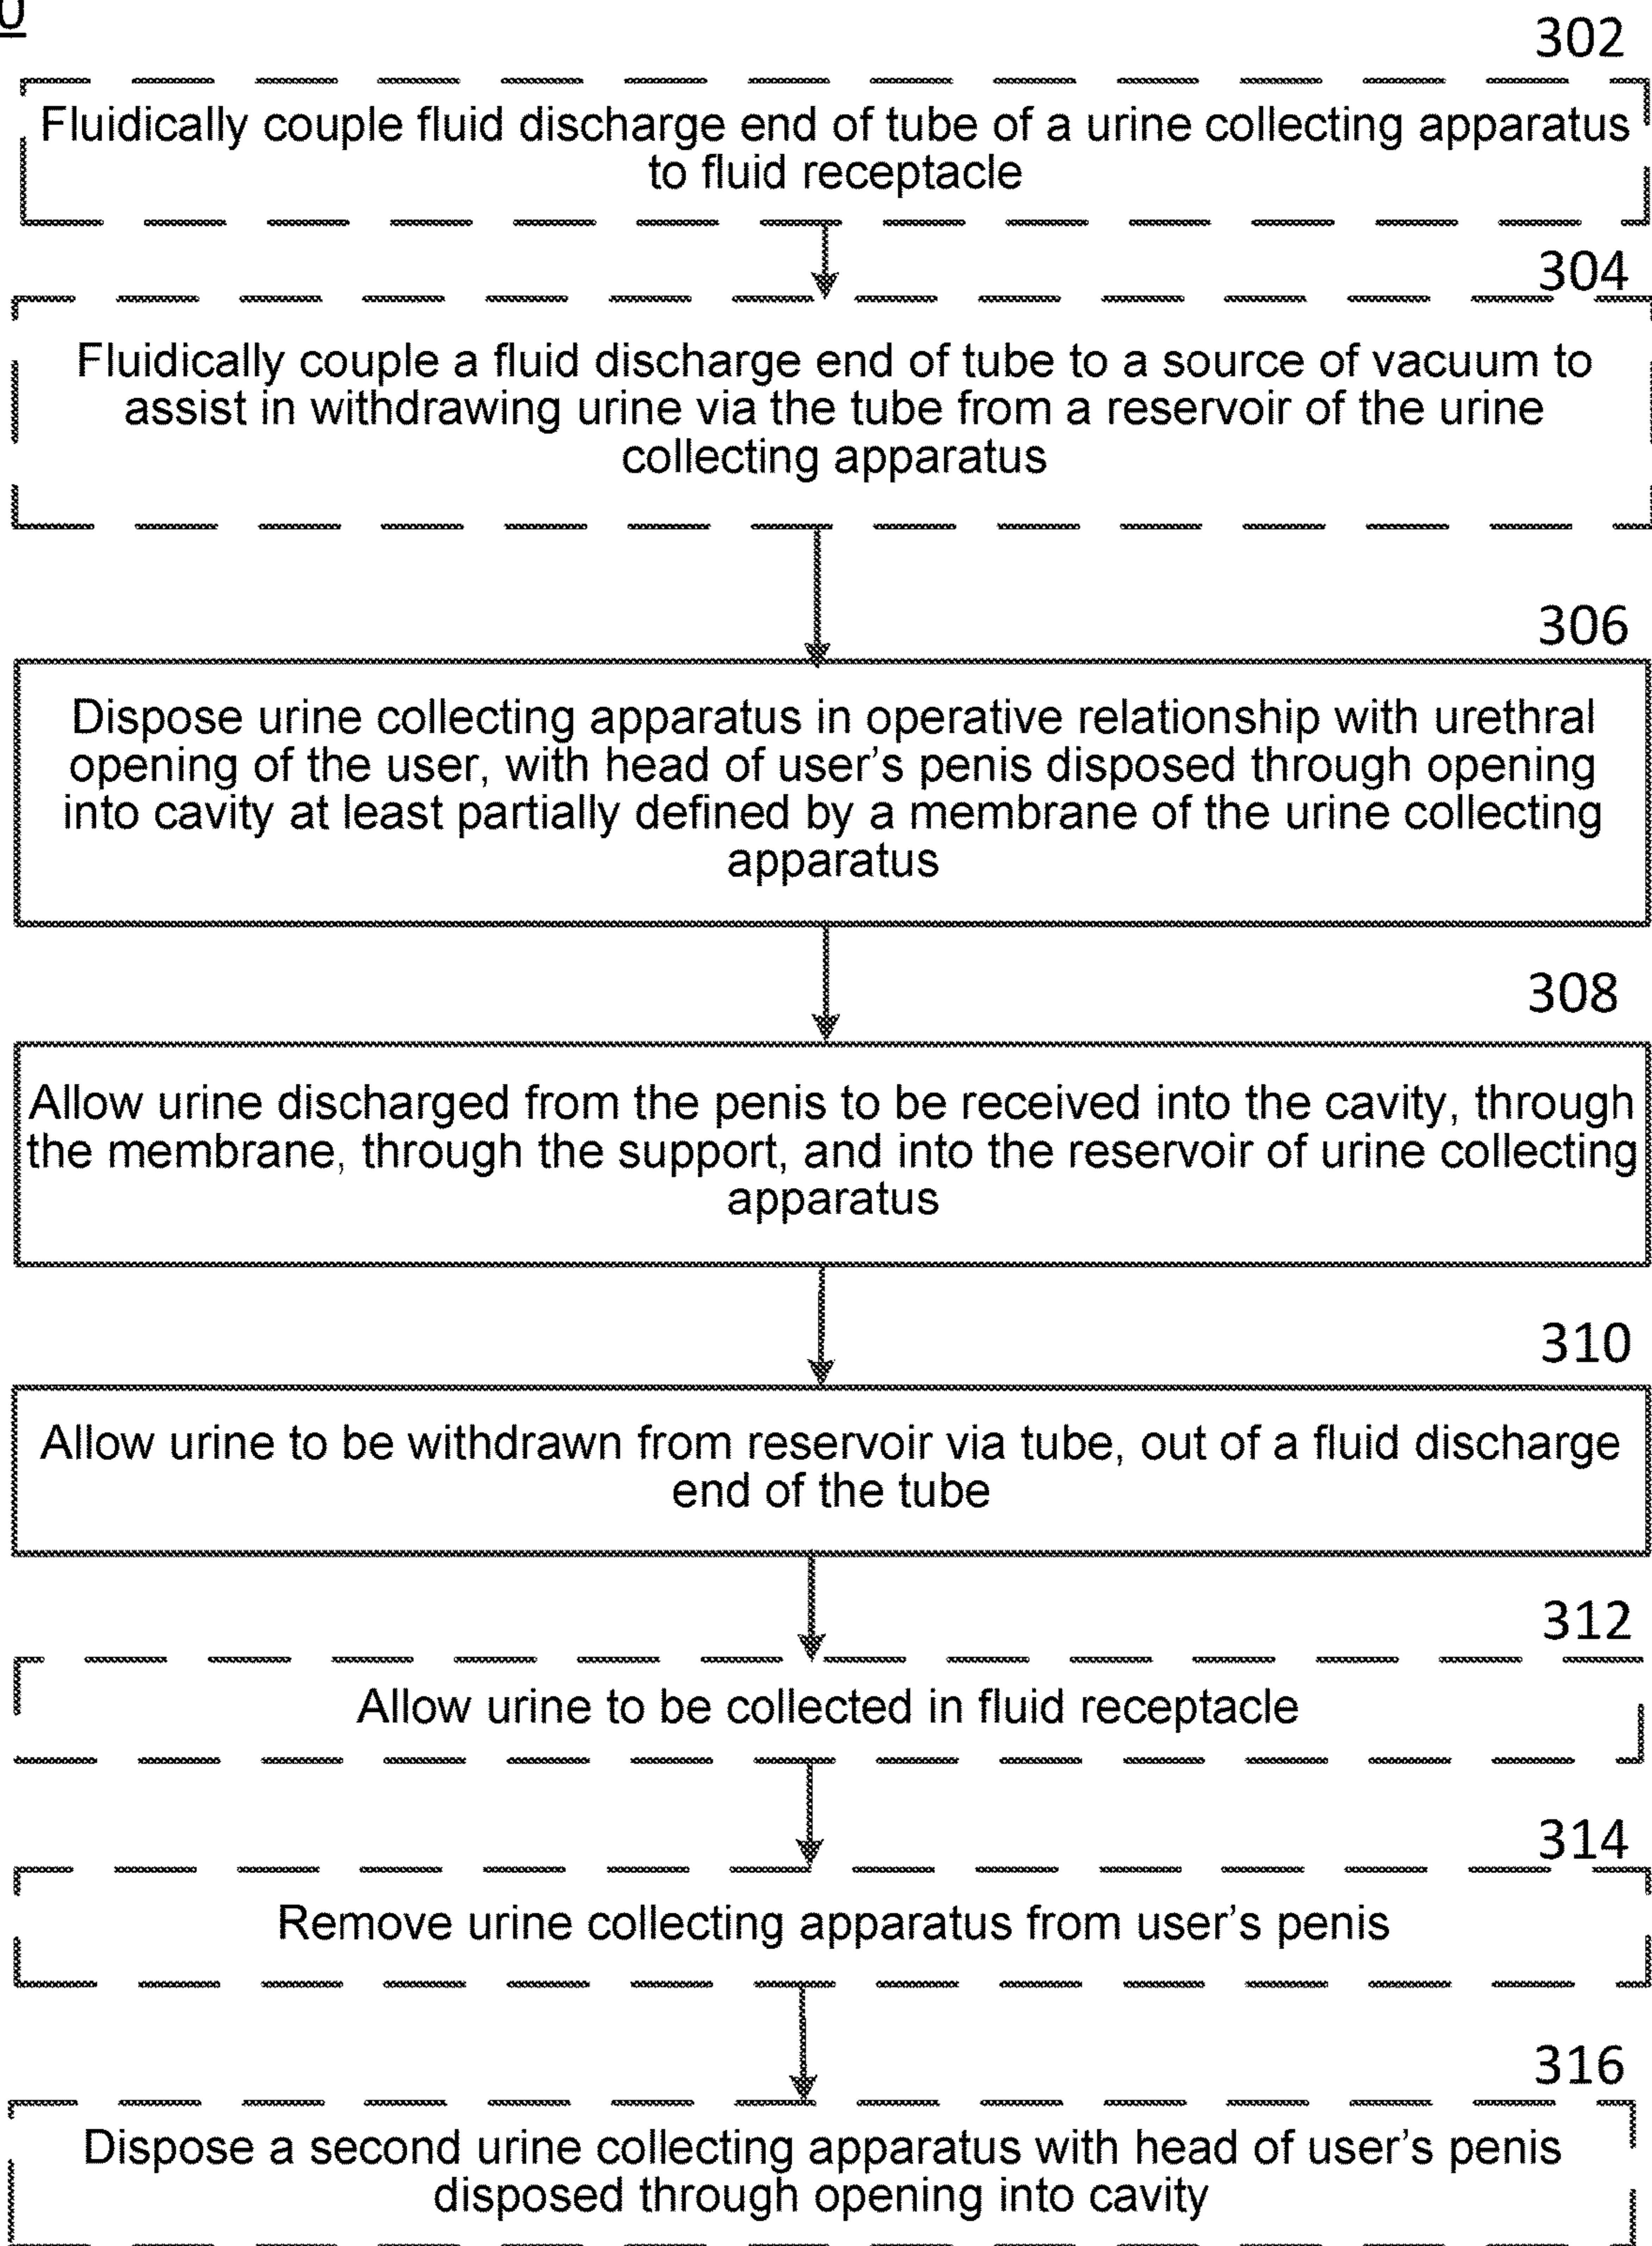 0
302
Fluidically couple fluid discharge end of tube of a urine collecting apparatus
to fluid receptacle
304
Fluidically couple a fluid discharge end of tube to a source of vacuum to
assist in withdrawing urine via the tube from a reservoir of the urine
collecting apparatus
306
Dispose urine collecting apparatus in operative relationship with urethral
opening of the user, with head of user’s penis disposed through opening
into cavity at least partially defined by a membrane of the urine collecting
apparatus
308
Allow urine discharged from the penis to be received into the cavity, through
the membrane, through the support, and into the reservoir of urine collecting
apparatus
310
Allow urine to be withdrawn from reservoir via tube, out of a fluid discharge
end of the tube
312
Allow urine to be collected in fluid receptacle
314
Remove urine collecting apparatus from user’s penis
316
Dispose a second urine collecting apparatus with head of user’s penis
disposed through opening into cavity